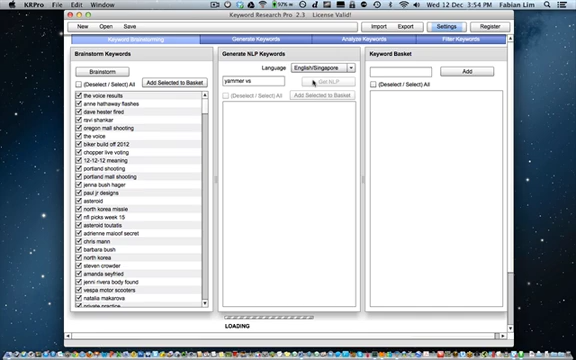 KRPro File Edit Window Help
Wed 12 Dec 3:54 PM Fabian Lim
Keyword Research Pro 2.3 License Valid!
New Open Save Import Export Settings Register
Keyword Brainstorming Generate Keywords Analyze Keywords Filter Keywords
Brainstorm Keywords
Brainstorm
(Deselect / Select) All
Add Selected to Basket
the voice results
anne hathaway flashes
dave hester fired
ravi shankar
oregon mall shooting
the voice
biker build off 2012
chopper live voting
12-12-12 meaning
portland shooting
portland mall shooting
jenna bush hager
paul jr designs
asteroid
north korea missle
nfl picks week 15
asteroid toutatis
adrienne maloof secret
chris mann
barbara bush
north korea
steven crowder
amanda seyfried
jenni rivera body found
vespa motor scooters
natalia makarova
private practice
Generate NLP Keywords
Language English/Singapore
yammer vs
Get NLP
(Deselect / Select) All
Add Selected to Basket
Keyword Basket
Add
(Deselect / Select) All
LOADING